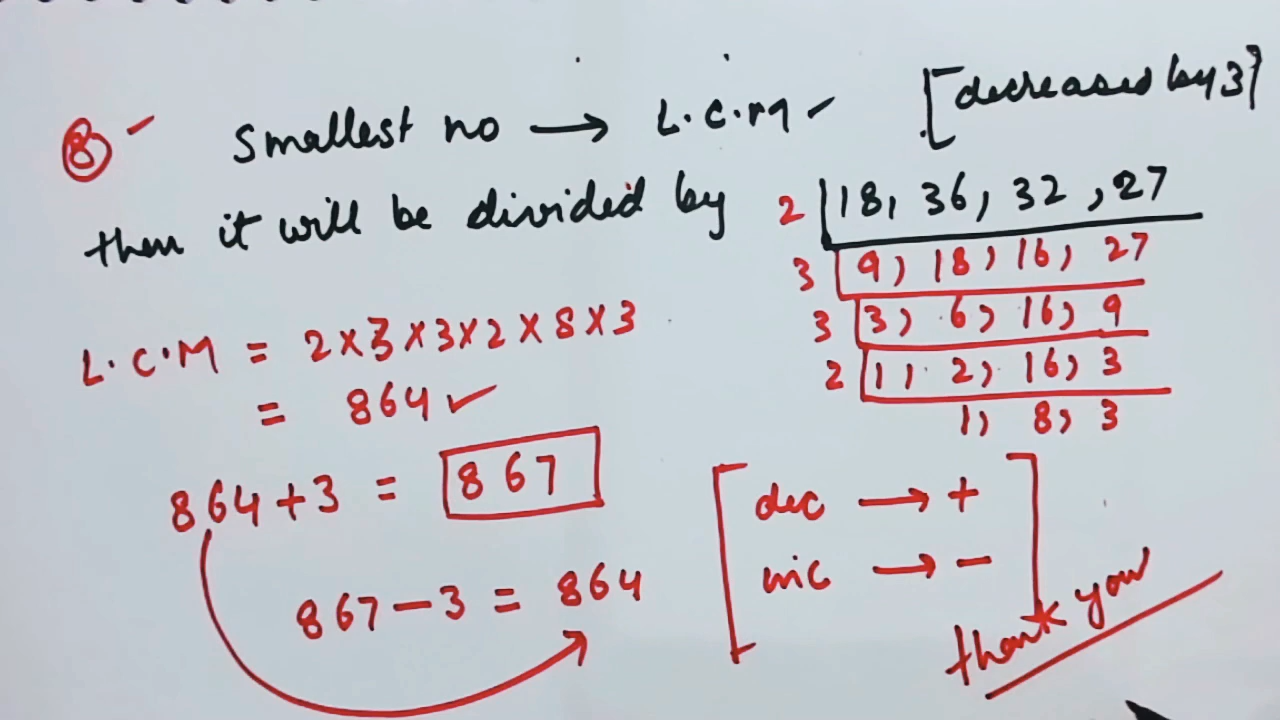 8
Smallest no → L.C.M
[decreased by 3]
then it will be divided by
2 | 18, 36, 32, 27
3 | 9, 18, 16, 27
3 | 3, 6, 16, 9
2 | 1, 2, 16, 3
1, 8, 3
L.C.M = 2×3×3×2×8×3
= 864 ✓
864+3 = 867
867-3 = 864
dec → +
inc → -
thank you